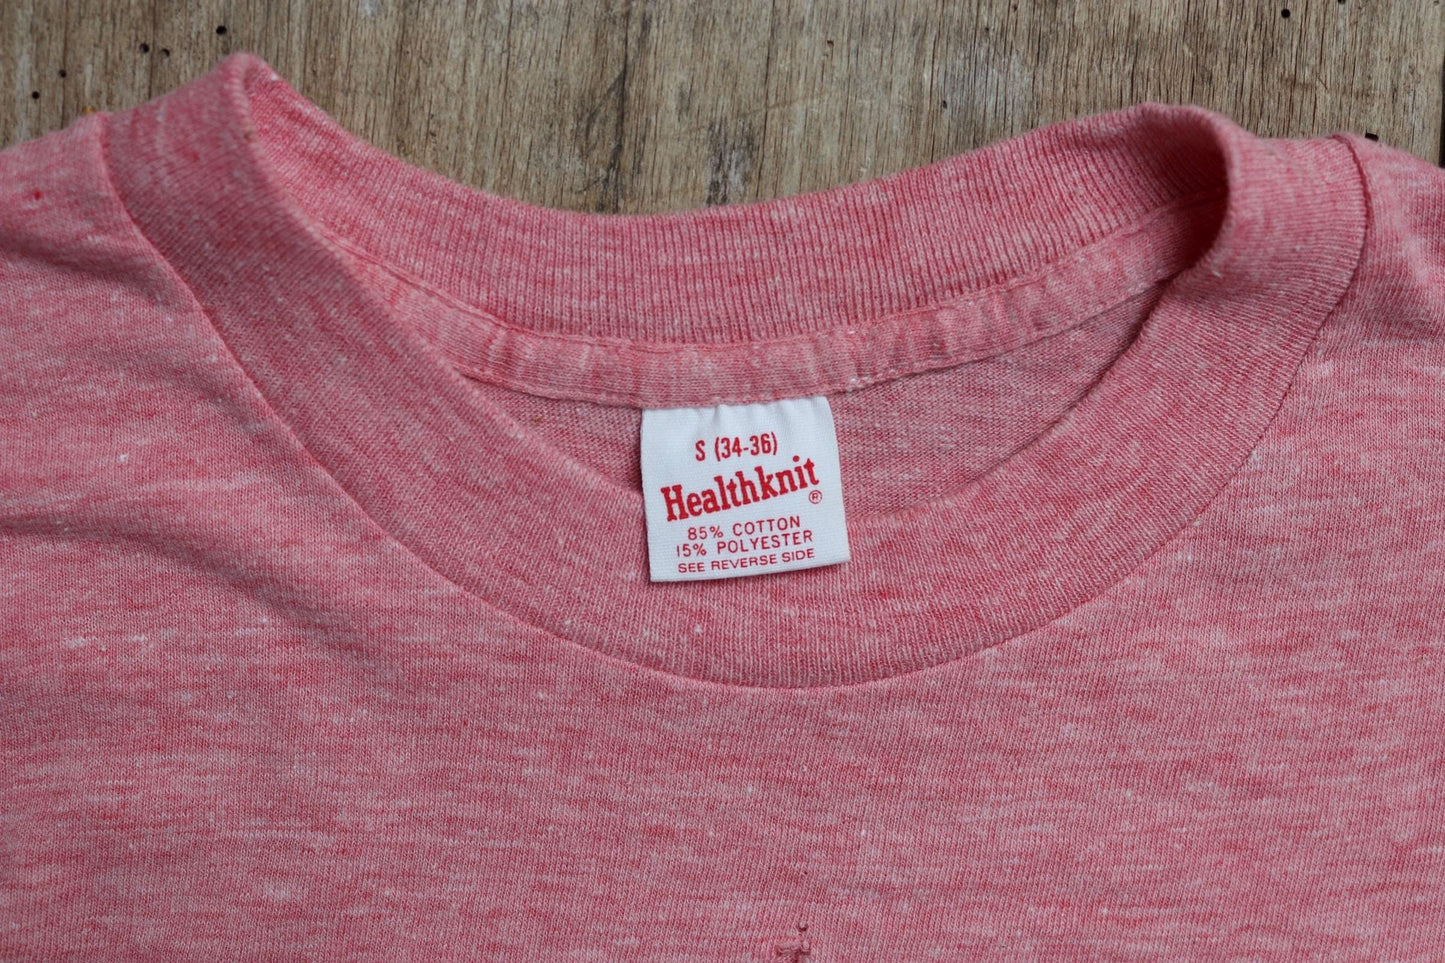 S (34-36)
Healthknit ®
85% COTTON
15% POLYESTER
SEE REVERSE SIDE